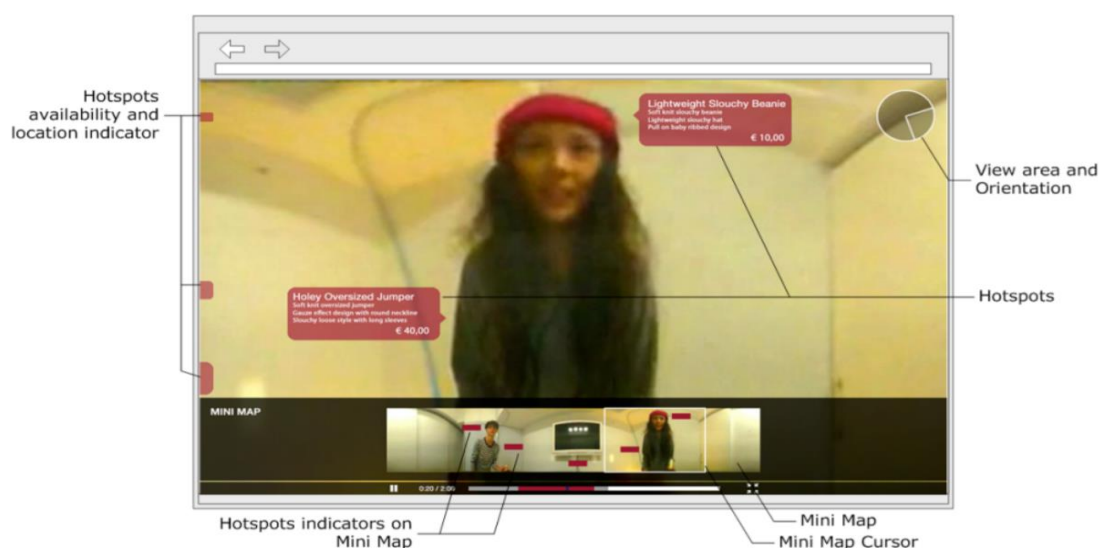 Hotspots
availability and
location indicator
Lightweight Slouchy Beanie
Soft knit slouchy beanie
Lightweight slouchy hat
Pull on baby ribbed design
€ 10,00
View area and
Orientation
Holey Oversized Jumper
Soft knit oversized jumper
Gauze effect design with round neckline
Slouchy loose style with long sleeves
€ 40,00
Hotspots
MINI MAP
0:20 /
Hotspots indicators on
Mini Map
Mini Map
Mini Map Cursor